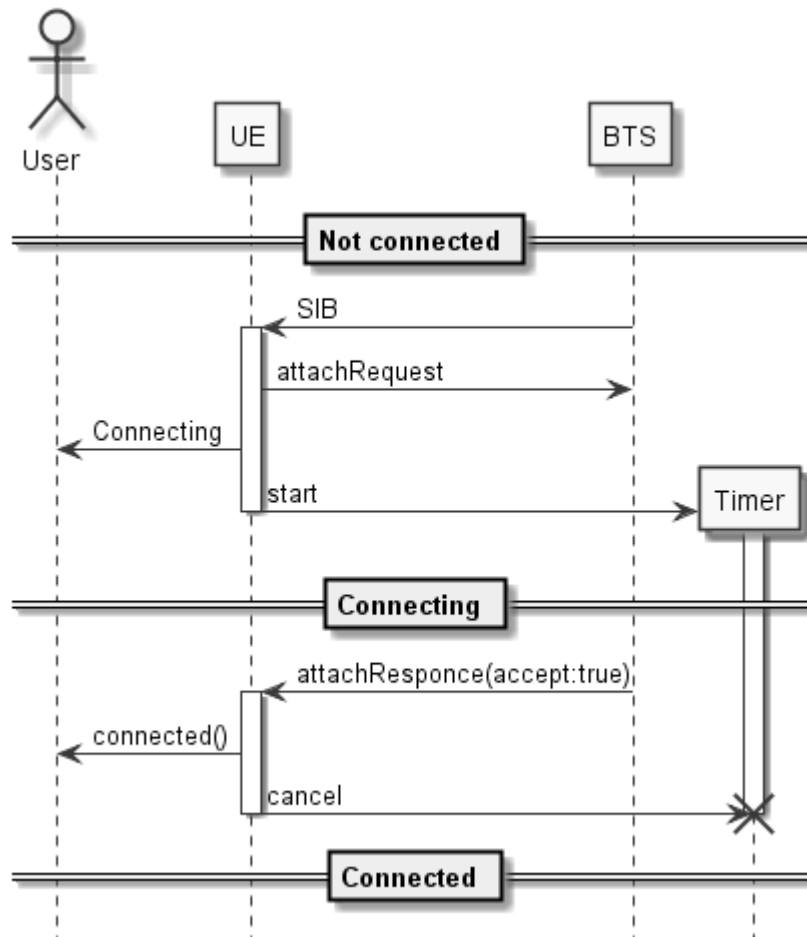 User
UE
BTS
Not connected
SIB
attachRequest
Connecting
start
Timer
Connecting
attachResponce(accept:true)
connected()
cancel
Connected